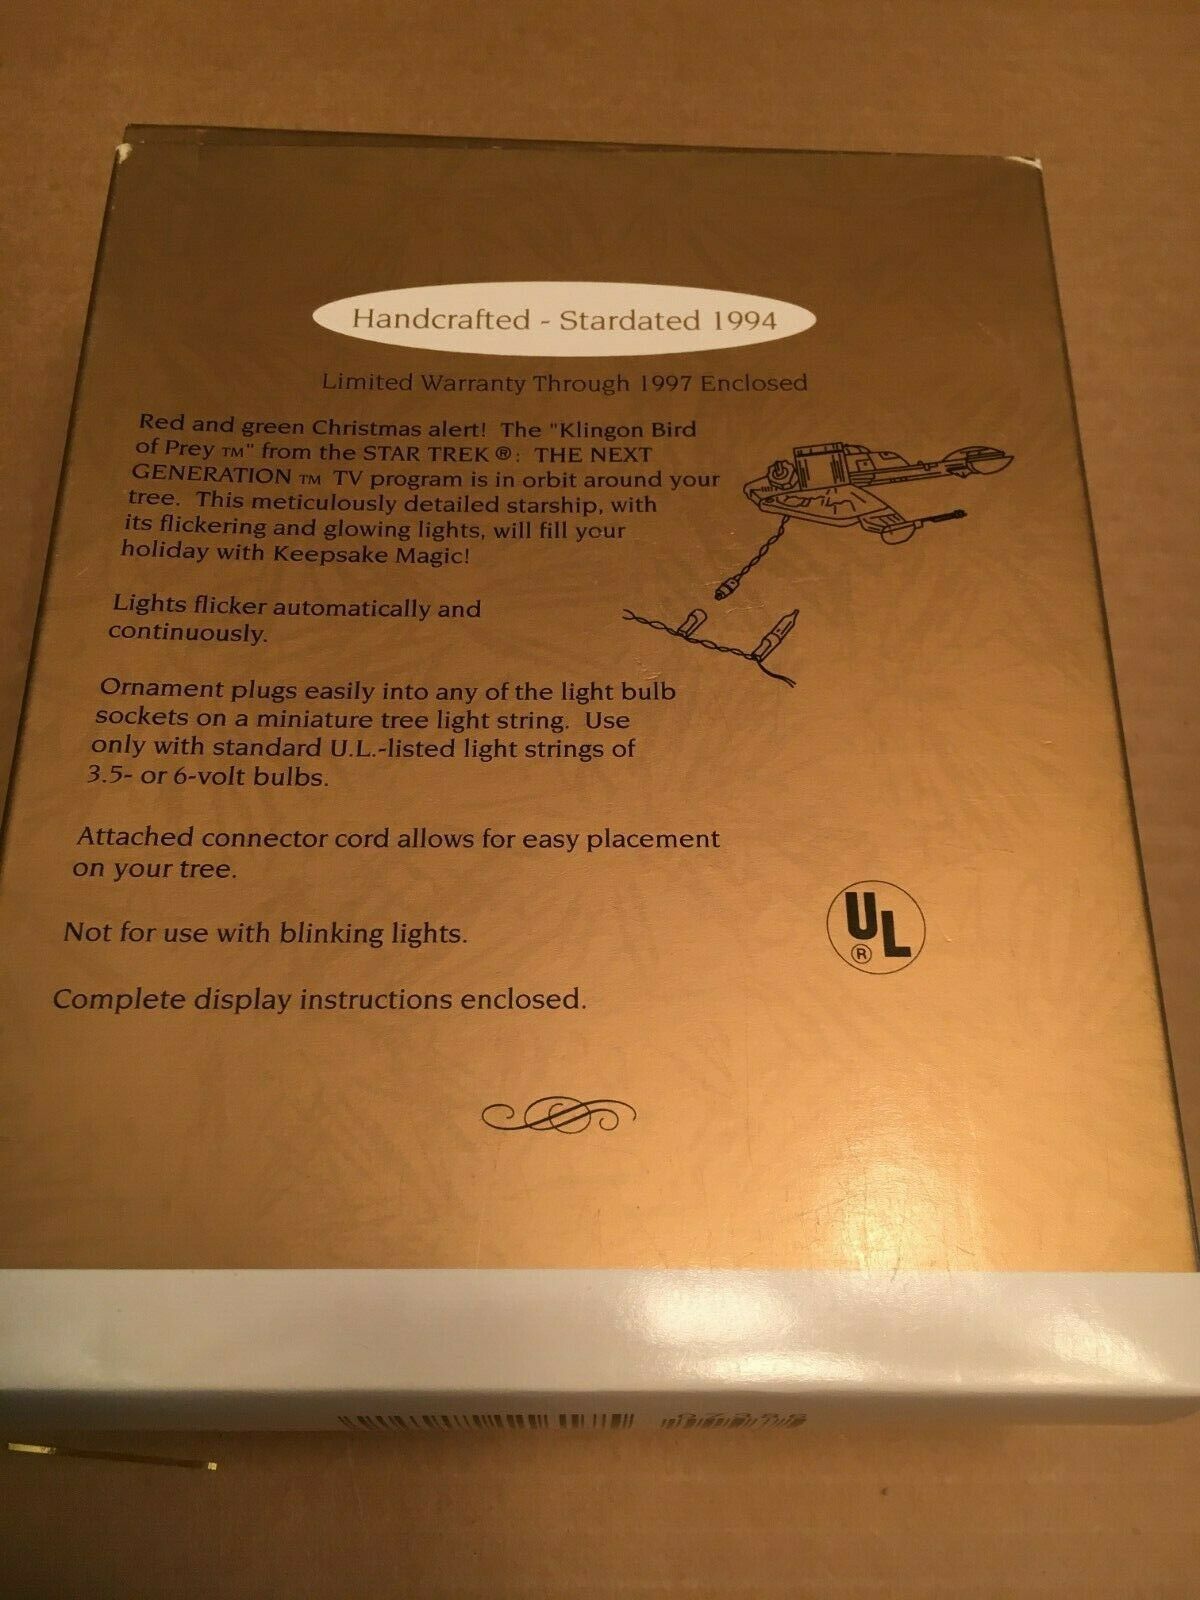 Handcrafted - Stardated 1994
Limited Warranty Through 1997 Enclosed
Red and green Christmas alert! The "Klingon Bird
of Prey ™" from the STAR TREK ®: THE NEXT
GENERATION ™ TV program is in orbit around your
tree. This meticulously detailed starship, with
its flickering and glowing lights, will fill your
holiday with Keepsake Magic!
Lights flicker automatically and
continuously.
Ornament plugs easily into any of the light bulb
sockets on a miniature tree light string. Use
only with standard U.L.-listed light strings of
3.5- or 6-volt bulbs.
Attached connector cord allows for easy placement
on your tree.
Not for use with blinking lights.
Complete display instructions enclosed.
UL
®